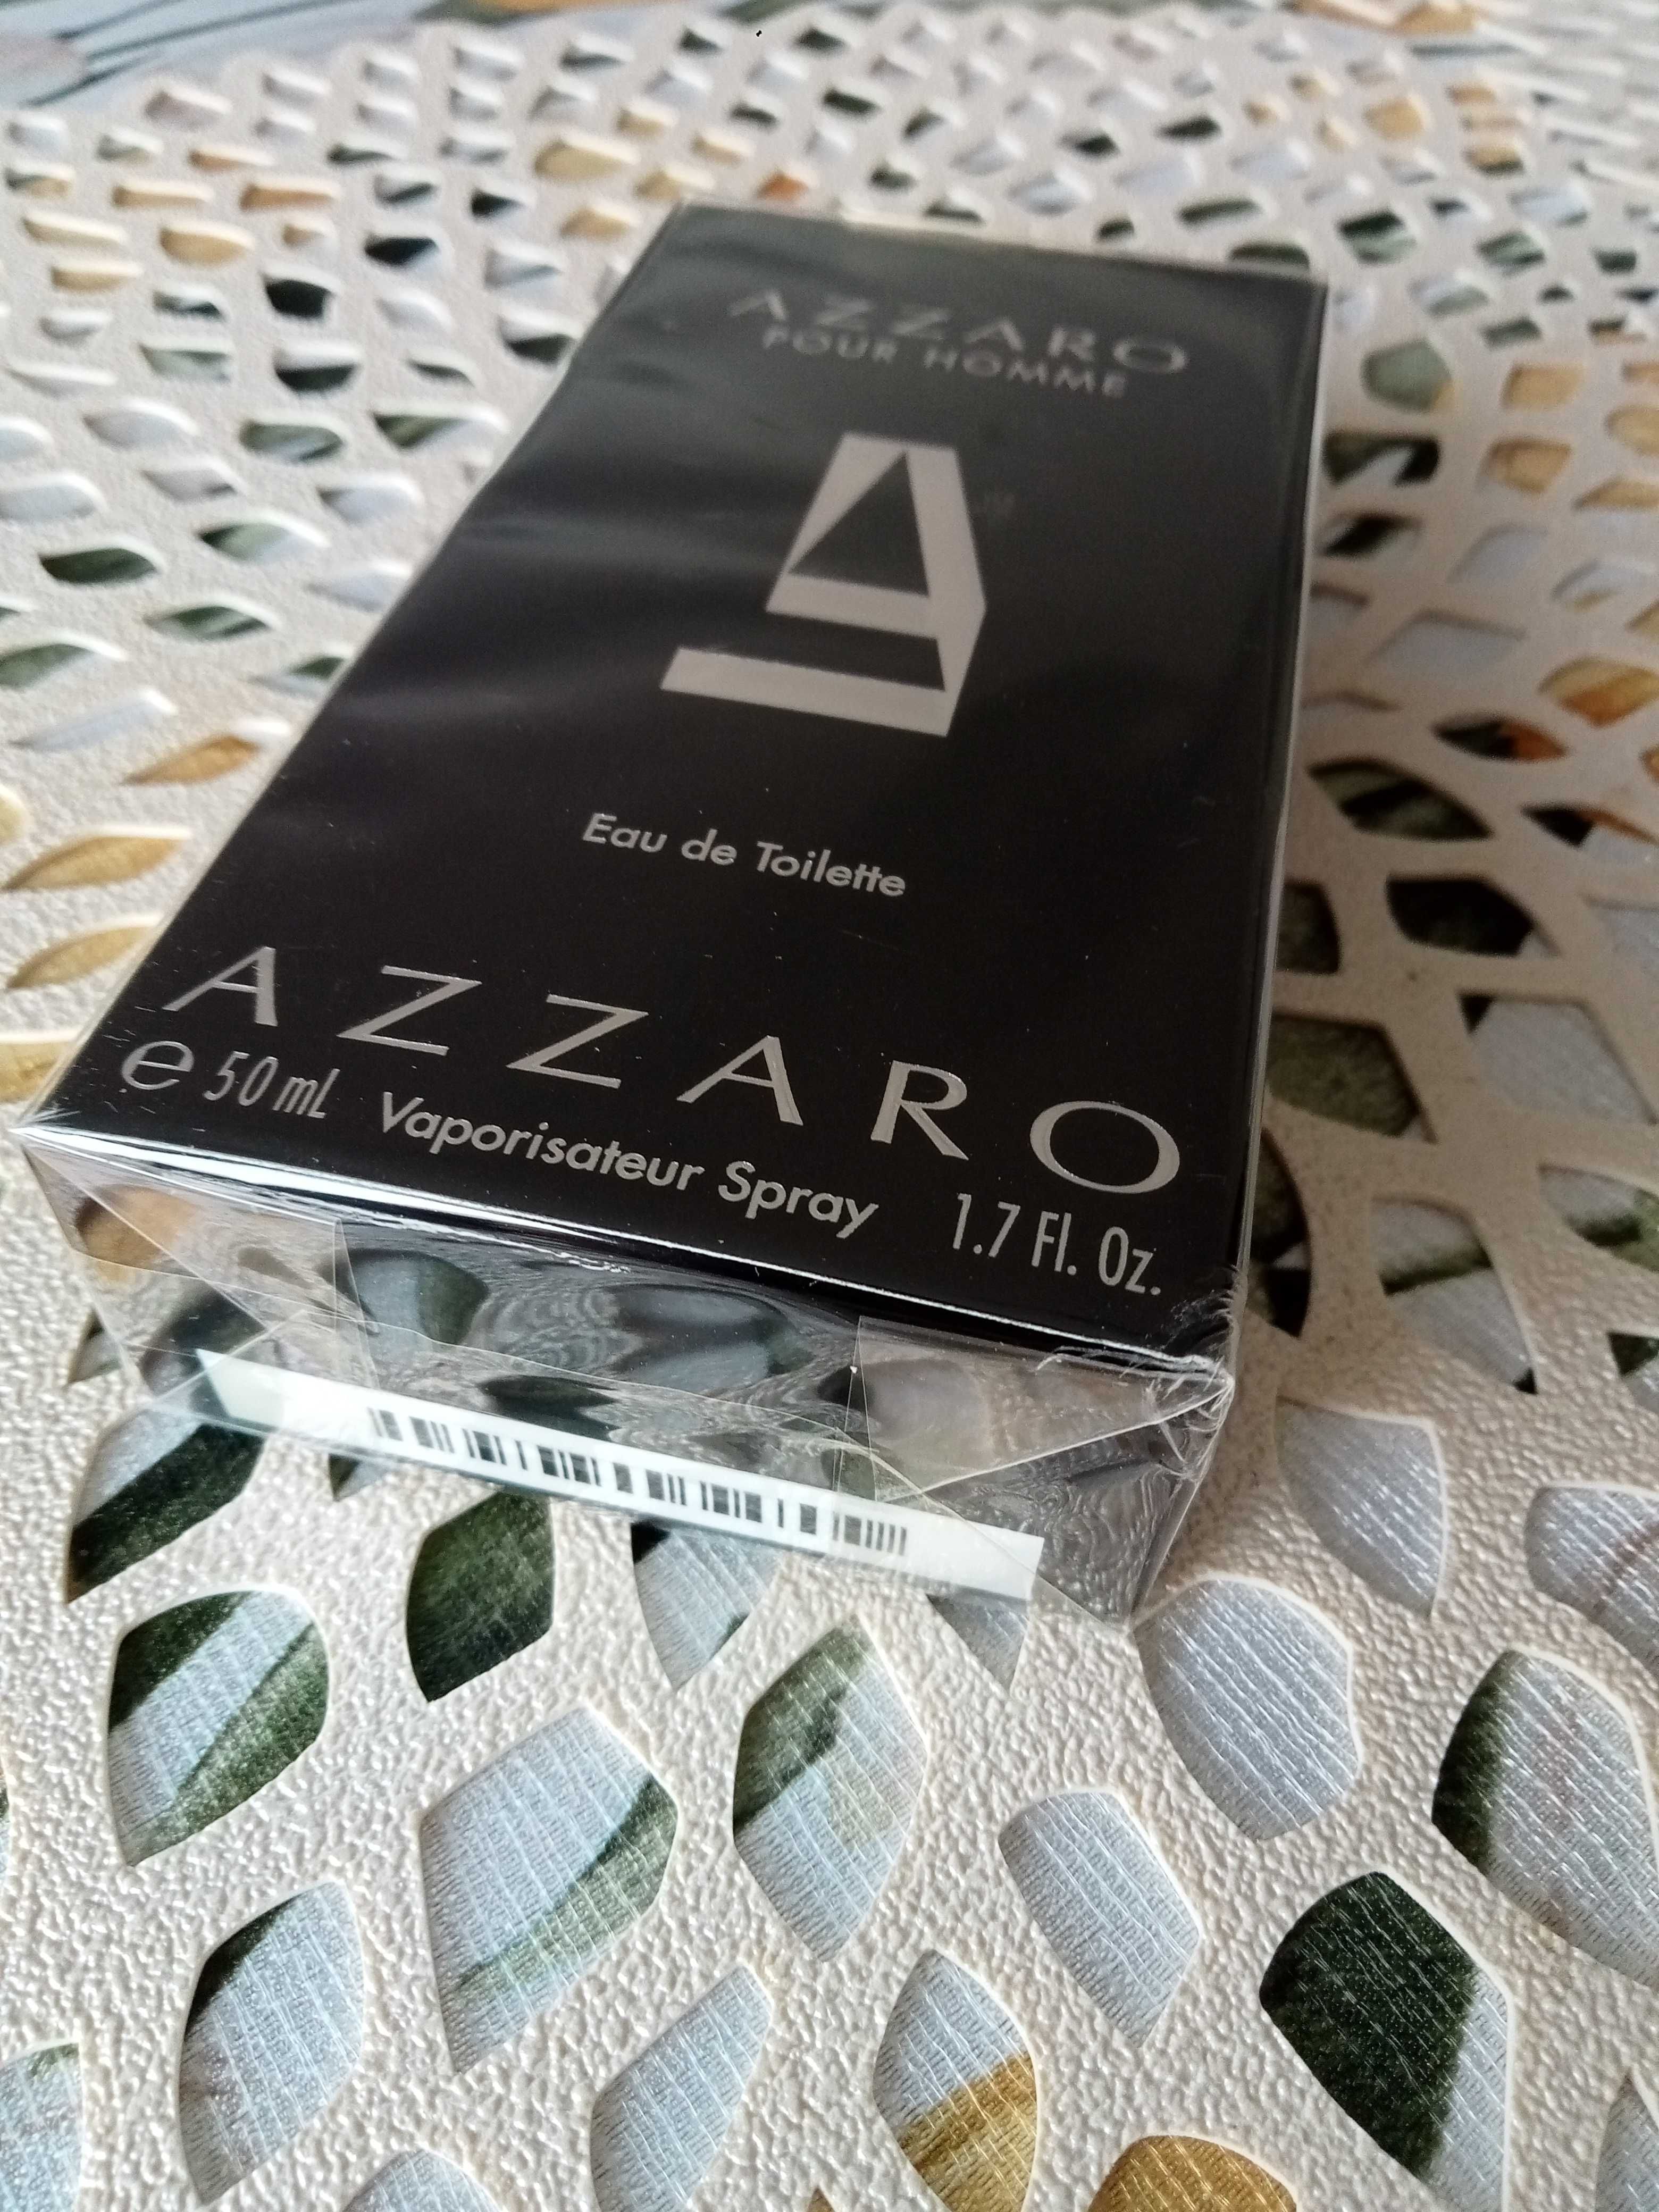 AZZARO
POUR HOMME
Eau de Toilette
AZZARO
℮ 50 mL Vaporisateur Spray 1.7 Fl. Oz.